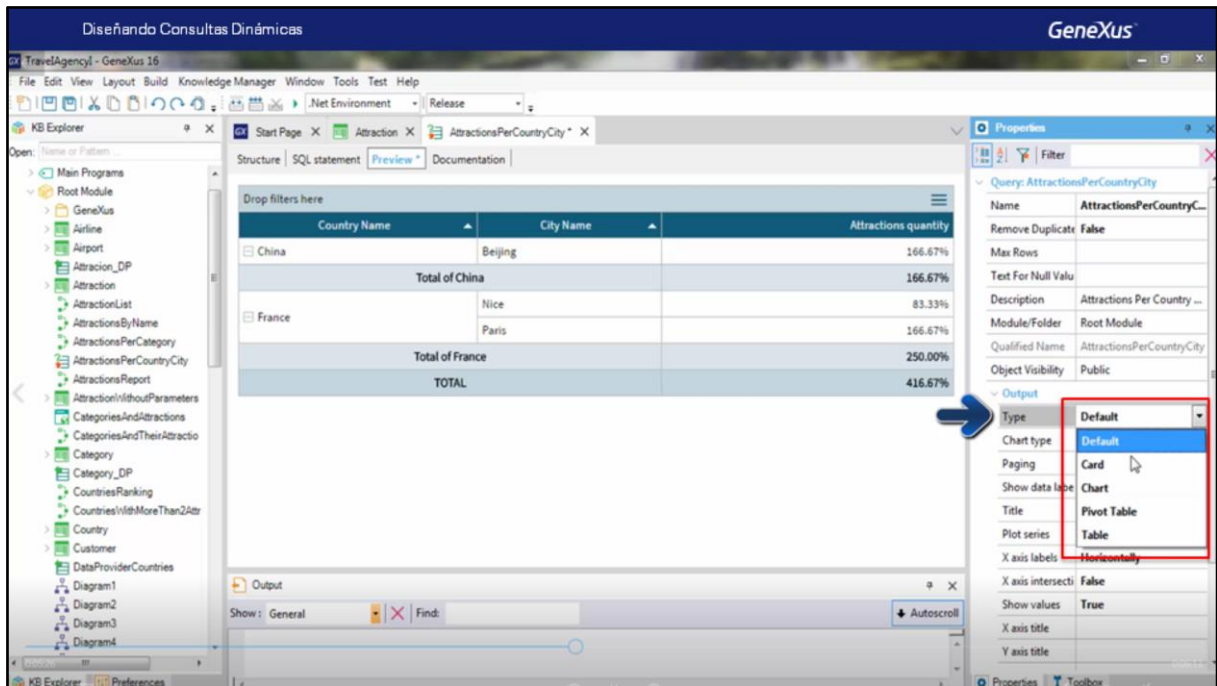 Diseñando Consultas Dinámicas
GeneXus
TravelAgencyI - GeneXus 16
File Edit View Layout Build Knowledge Manager Window Tools Test Help
.Net Environment Release
KB Explorer
Open: Name or Pattern ...
Main Programs
Root Module
GeneXus
Airline
Airport
Attracion_DP
Attraction
AttractionList
AttractionsByName
AttractionsPerCategory
AttractionsPerCountryCity
AttractionsReport
AttractionWithoutParameters
CategoriesAndAttractions
CategoriesAndTheirAttractio
Category
Category_DP
CountriesRanking
CountriesWithMoreThan2Attr
Country
Customer
DataProviderCountries
Diagram1
Diagram2
Diagram3
Diagram4
KB Explorer Preferences
Start Page Attraction AttractionsPerCountryCity *
Structure SQL statement Preview * Documentation
Drop filters here
Country Name City Name Attractions quantity
China Beijing 166.67%
Total of China 166.67%
France Nice 83.33%
Paris 166.67%
Total of France 250.00%
TOTAL 416.67%
Output
Show: General Find: Autoscroll
Properties
Filter
Query: AttractionsPerCountryCity
Name AttractionsPerCountryC...
Remove Duplicate False
Max Rows
Text For Null Valu
Description Attractions Per Country ...
Module/Folder Root Module
Qualified Name AttractionsPerCountryCity
Object Visibility Public
Output
Type Default
Chart type Default
Paging Card
Show data labe Chart
Title Pivot Table
Plot series Table
X axis labels Horizontally
X axis intersecti False
Show values True
X axis title
Y axis title
Properties Toolbox